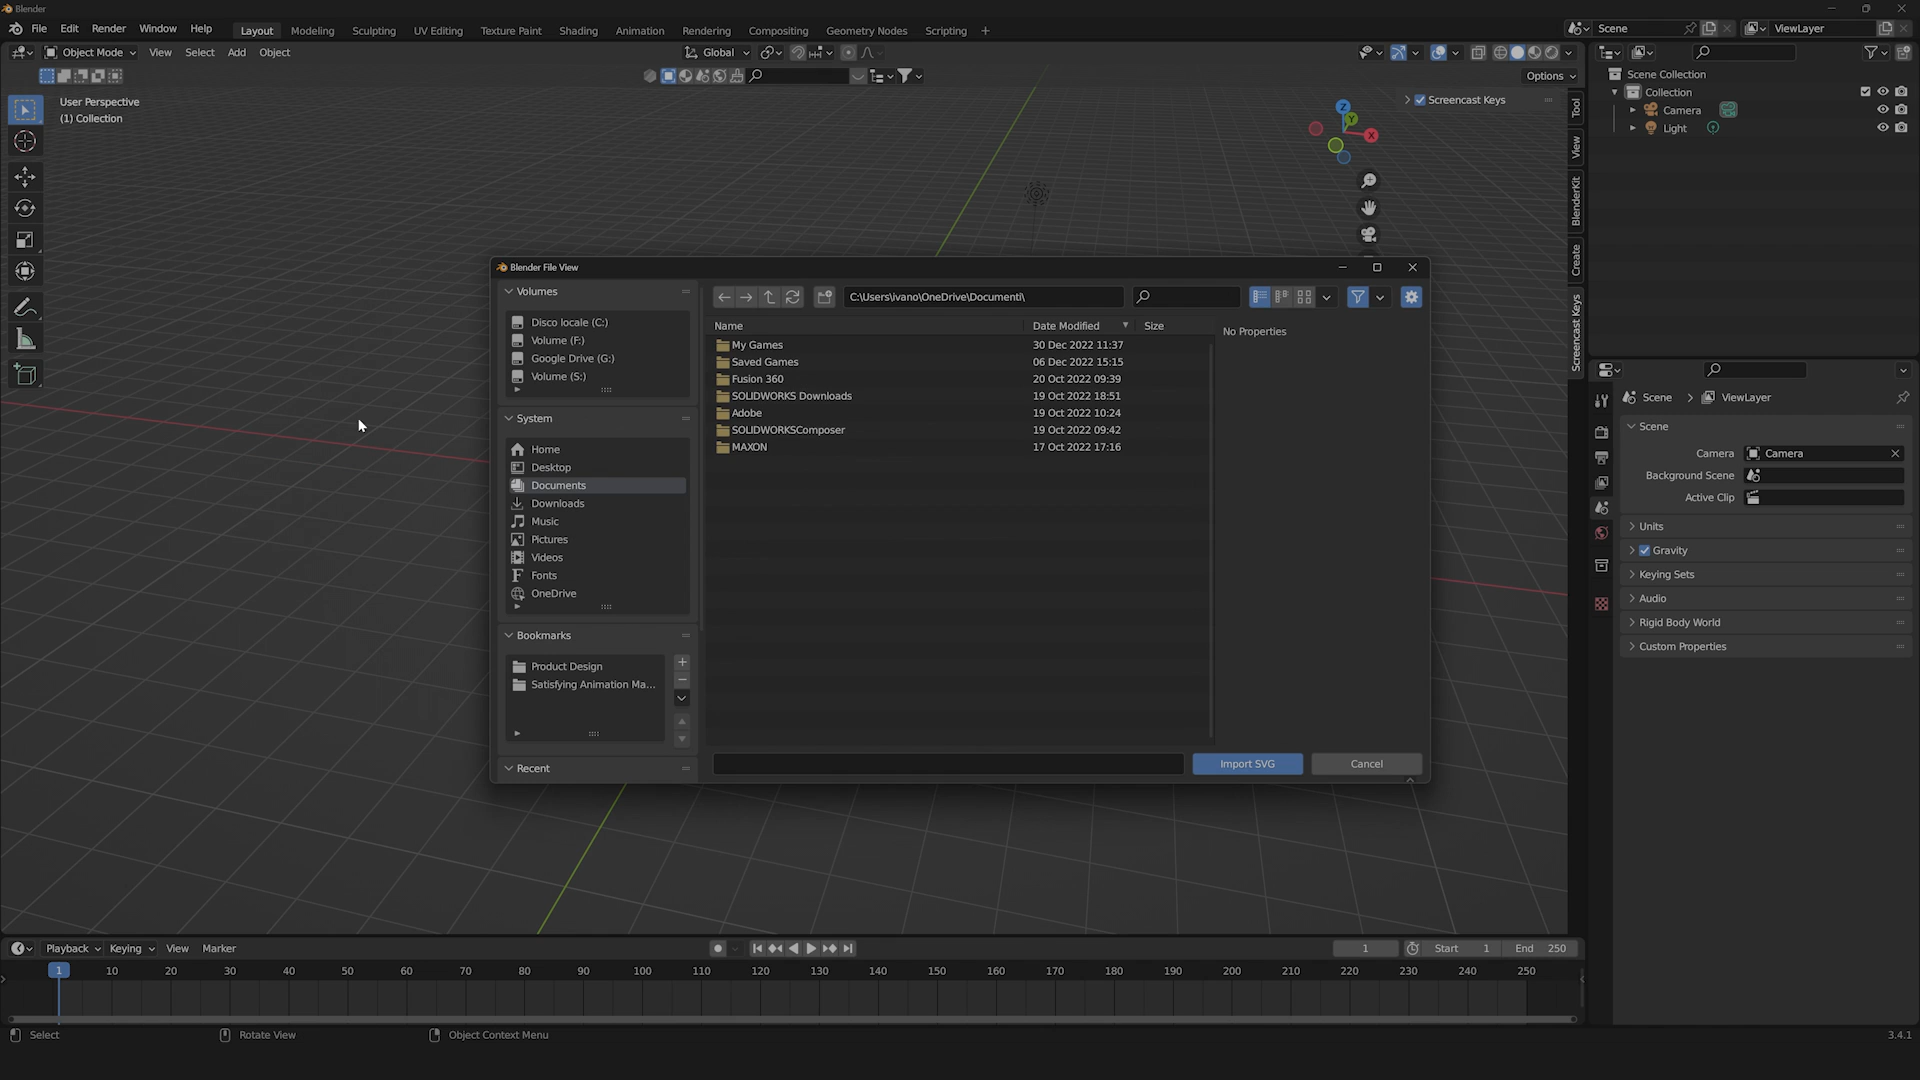 Blender
File Edit Render Window Help Layout Modeling Sculpting UV Editing Texture Paint Shading Animation Rendering Compositing Geometry Nodes Scripting + Scene ViewLayer
Object Mode View Select Add Object Global
Options
User Perspective
(1) Collection
Screencast Keys
Z
Y
X
Tool
View
BlenderKit
Create
Screencast Keys
Scene Collection
Collection
Camera
Light
Blender File View
Volumes
Disco locale (C:)
Volume (F:)
Google Drive (G:)
Volume (S:)
System
Home
Desktop
Documents
Downloads
Music
Pictures
Videos
Fonts
OneDrive
Bookmarks
Product Design
Satisfying Animation Ma...
Recent
C:\Users\ivano\OneDrive\Documenti\
Name Date Modified Size
My Games 30 Dec 2022 11:37
Saved Games 06 Dec 2022 15:15
Fusion 360 20 Oct 2022 09:39
SOLIDWORKS Downloads 19 Oct 2022 18:51
Adobe 19 Oct 2022 10:24
SOLIDWORKSComposer 19 Oct 2022 09:42
MAXON 17 Oct 2022 17:16
No Properties
Import SVG Cancel
Scene ViewLayer
Scene
Camera Camera
Background Scene
Active Clip
Units
Gravity
Keying Sets
Audio
Rigid Body World
Custom Properties
Playback Keying View Marker 1 Start 1 End 250
1 10 20 30 40 50 60 70 80 90 100 110 120 130 140 150 160 170 180 190 200 210 220 230 240 250
Select Rotate View Object Context Menu 3.4.1